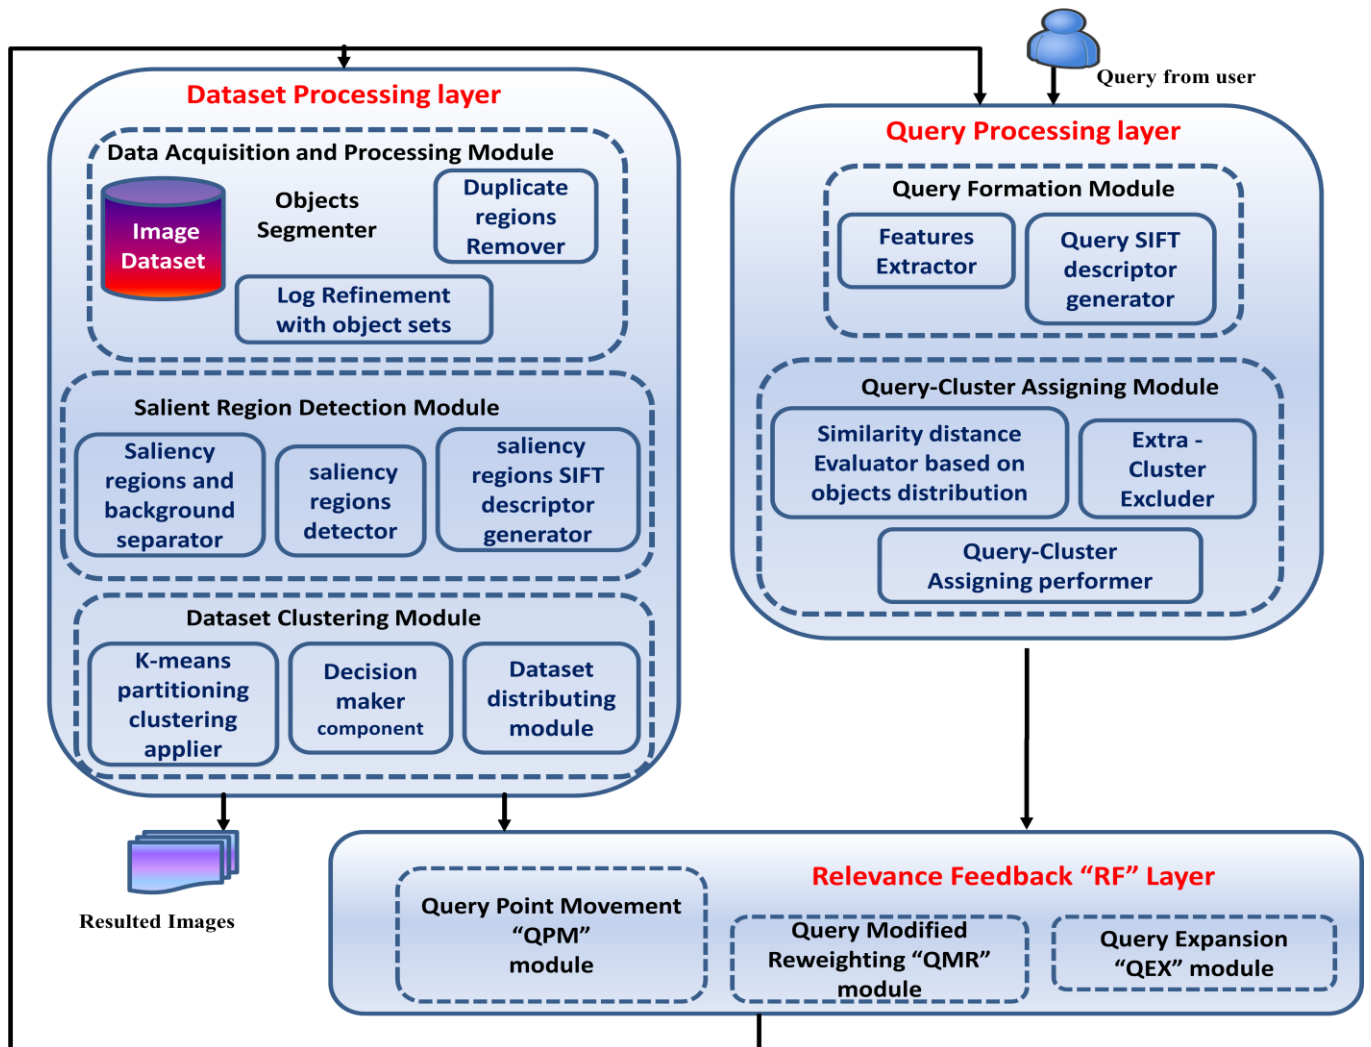 Query from user
Dataset Processing layer
Data Acquisition and Processing Module
Image
Dataset
Objects
Segmenter
Duplicate
regions
Remover
Log Refinement
with object sets
Salient Region Detection Module
Saliency
regions and
background
separator
saliency
regions
detector
saliency
regions SIFT
descriptor
generator
Dataset Clustering Module
K-means
partitioning
clustering
applier
Decision
maker
component
Dataset
distributing
module
Query Processing layer
Query Formation Module
Features
Extractor
Query SIFT
descriptor
generator
Query-Cluster Assigning Module
Similarity distance
Evaluator based on
objects distribution
Extra -
Cluster
Excluder
Query-Cluster
Assigning performer
Resulted Images
Relevance Feedback “RF” Layer
Query Point Movement
“QPM”
module
Query Modified
Reweighting “QMR”
module
Query Expansion
“QEX” module